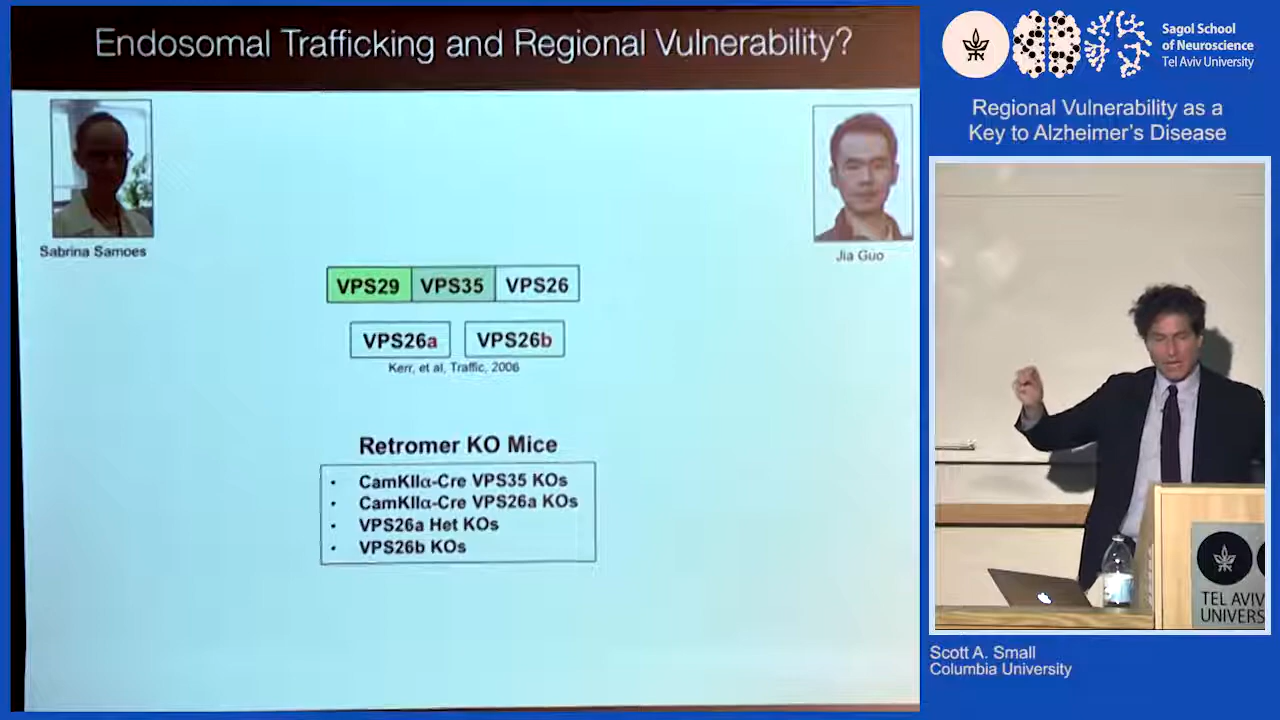 Endosomal Trafficking and Regional Vulnerability?
Sabrina Samoes
Jia Guo
VPS29 VPS35 VPS26
VPS26a VPS26b
Kerr, et al, Traffic, 2006
Retromer KO Mice
• CamKIIα-Cre VPS35 KOs
• CamKIIα-Cre VPS26a KOs
• VPS26a Het KOs
• VPS26b KOs
Sagol School
of Neuroscience
Tel Aviv University
Regional Vulnerability as a
Key to Alzheimer's Disease
TEL AVIV
UNIVERS
Scott A. Small
Columbia University